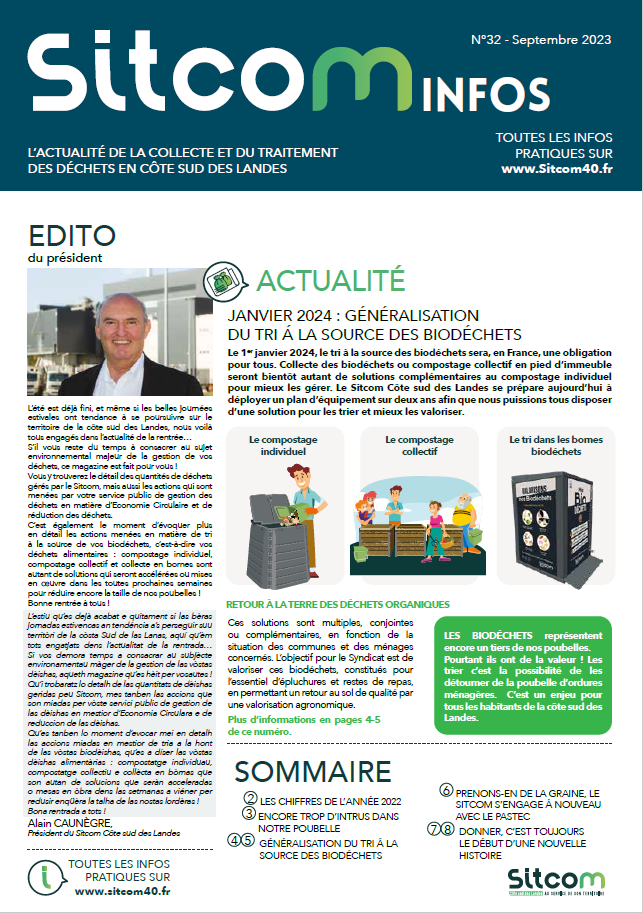 Sitcom INFOS
N°32 - Septembre 2023
L'ACTUALITÉ DE LA COLLECTE ET DU TRAITEMENT
DES DÉCHETS EN CÔTE SUD DES LANDES
TOUTES LES INFOS
PRATIQUES SUR
www.Sitcom40.fr
EDITO
du président
L'été est déjà fini, et même si les belles journées
estivales ont tendance à se poursuivre sur le
territoire de la côte sud des Landes, nous voilà
tous engagés dans l'actualité de la rentrée...
S'il vous reste du temps à consacrer au sujet
environnemental majeur de la gestion de vos
déchets, ce magazine est fait pour vous !
Vous y trouverez le détail des quantités de déchets
gérés par le Sitcom, mais aussi les actions qui sont
menées par votre service public de gestion des
déchets en matière d'Economie Circulaire et de
réduction des déchets.
C'est également le moment d'évoquer plus
en détail les actions menées en matière de tri
à la source de vos biodéchets, c'est-à-dire vos
déchets alimentaires : compostage individuel,
compostage collectif et collecte en bornes sont
autant de solutions qui seront accélérées ou mises
en œuvre dans les toutes prochaines semaines
pour réduire encore la taille de nos poubelles !
Bonne rentrée à tous !
L'estiu qu'es dejà acabat e quitament si las bèras
jornadas estivencas an tendéncia a's perseguir suu
territòri de la còsta Sud de las Lanas, aquí qu'èm
tots engatjats dens l'actualitat de la rentrada...
Si vos demora temps a consacrar au subjècte
environamentau màger de la gestion de las vòstas
dèishas, aqueth magazine qu'es hèit per vosautes !
Qu'i trobarats lo detalh de las quantitats de dèishas
geridas peu Sitcom, mes tanben las accions que
son miadas per vòste servici public de gestion de
las dèishas en mestior d'Economia Circulara e de
reduccion de las dèishas.
Qu'es tanben lo moment d'evocar mei en detalh
las accions miadas en mestior de tria a la hont
de las vòstas biodèishas, qu'es a díser las vòstas
dèishas alimentàrias : compostatge individuau,
compostatge collectiu e collècta en bòrnas que
son autan de solucions que seràn acceleradas
o mesas en òbra dens las setmanas a viéner per
redusir enqüèra la talha de las nostas lordèras !
Bona rentrada a tots !
Alain CAUNÈGRE,
Président du Sitcom Côte sud des Landes
i
TOUTES LES INFOS
PRATIQUES SUR
www.sitcom40.fr
ACTUALITÉ
JANVIER 2024 : GÉNÉRALISATION
DU TRI Á LA SOURCE DES BIODÉCHETS
Le 1er janvier 2024, le tri à la source des biodéchets sera, en France, une obligation
pour tous. Collecte des biodéchets ou compostage collectif en pied d'immeuble
seront bientôt autant de solutions complémentaires au compostage individuel
pour mieux les gérer. Le Sitcom Côte sud des Landes se prépare aujourd'hui à
déployer un plan d'équipement sur deux ans afin que nous puissions tous disposer
d'une solution pour les trier et mieux les valoriser.
Le compostage
individuel
Le compostage
collectif
Le tri dans les bornes
biodéchets
VALORISONS
nos Biodéchets
Bio
DÉCHETS
RETOUR À LA TERRE DES DÉCHETS ORGANIQUES
Ces solutions sont multiples, conjointes
ou complémentaires, en fonction de la
situation des communes et des ménages
concernés. L'objectif pour le Syndicat est de
valoriser ces biodéchets, constitués pour
l'essentiel d'épluchures et restes de repas,
en permettant un retour au sol de qualité par
une valorisation agronomique.
Plus d'informations en pages 4-5
de ce numéro.
LES BIODÉCHETS représentent
encore un tiers de nos poubelles.
Pourtant ils ont de la valeur ! Les
trier c'est la possibilité de les
détourner de la poubelle d'ordures
ménagères. C'est un enjeu pour
tous les habitants de la côte sud des
Landes.
SOMMAIRE
2 LES CHIFFRES DE L'ANNÉE 2022
3 ENCORE TROP D'INTRUS DANS
NOTRE POUBELLE
4 5 GÉNÉRALISATION DU TRI Á LA
SOURCE DES BIODÉCHETS
6 PRENONS-EN DE LA GRAINE, LE
SITCOM S'ENGAGE À NOUVEAU
AVEC LE PASTEC
7 8 DONNER, C'EST TOUJOURS
LE DÉBUT D'UNE NOUVELLE
HISTOIRE
Sitcom
AU SERVICE DE SON TERRITOIRE